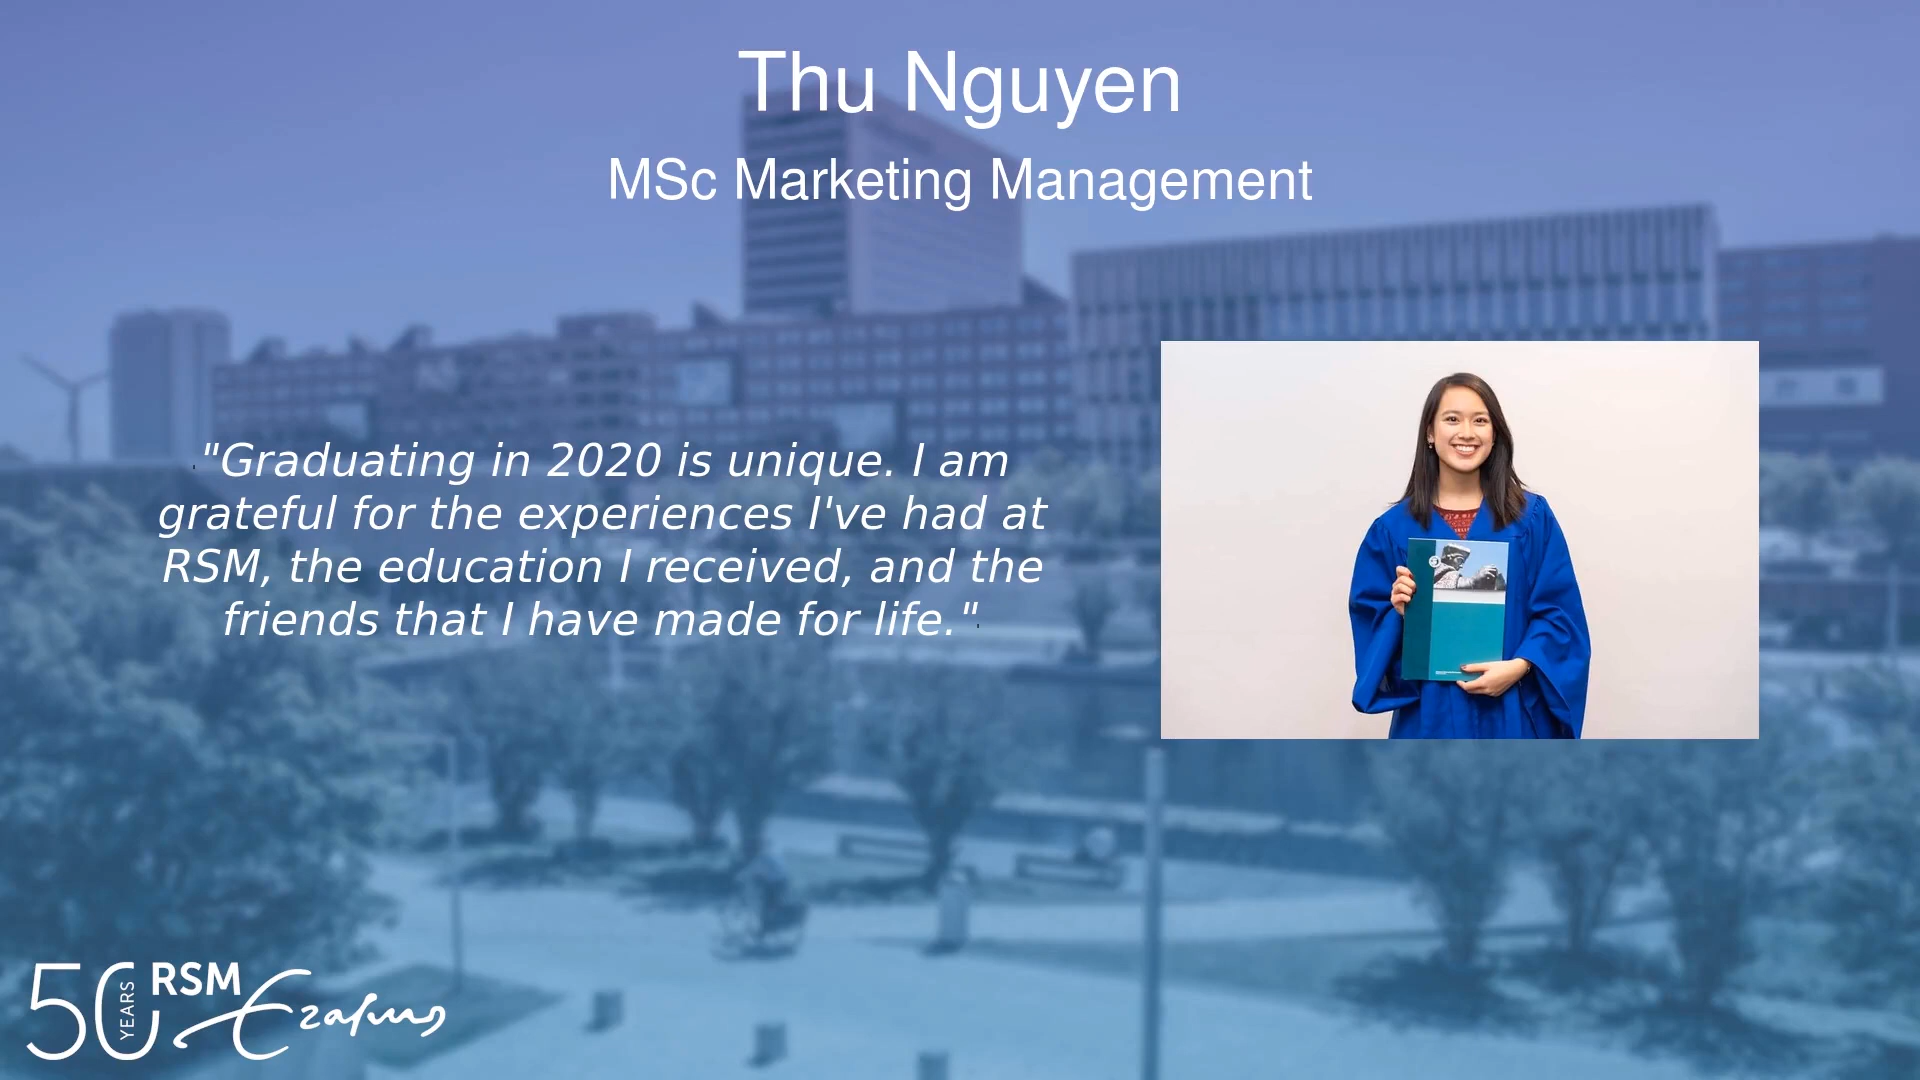 Thu Nguyen
MSc Marketing Management
"Graduating in 2020 is unique. I am
grateful for the experiences I've had at
RSM, the education I received, and the
friends that I have made for life."
50 YEARS RSM Erasmus